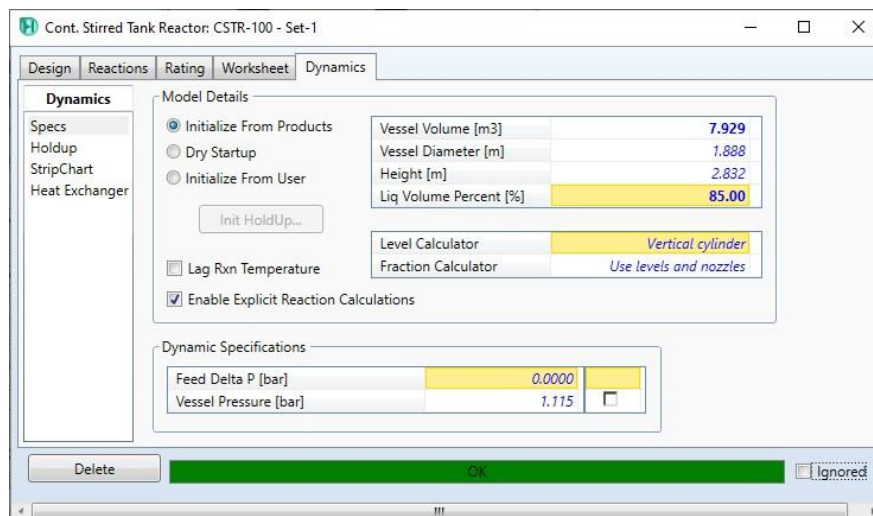 Cont. Stirred Tank Reactor: CSTR-100 - Set-1
Design Reactions Rating Worksheet Dynamics
Dynamics
Specs
Holdup
StripChart
Heat Exchanger
Model Details
Initialize From Products
Dry Startup
Initialize From User
Init HoldUp...
Lag Rxn Temperature
Enable Explicit Reaction Calculations
Vessel Volume [m3] 7.929
Vessel Diameter [m] 1.888
Height [m] 2.832
Liq Volume Percent [%] 85.00
Level Calculator Vertical cylinder
Fraction Calculator Use levels and nozzles
Dynamic Specifications
Feed Delta P [bar] 0.0000
Vessel Pressure [bar] 1.115
Delete OK Ignored